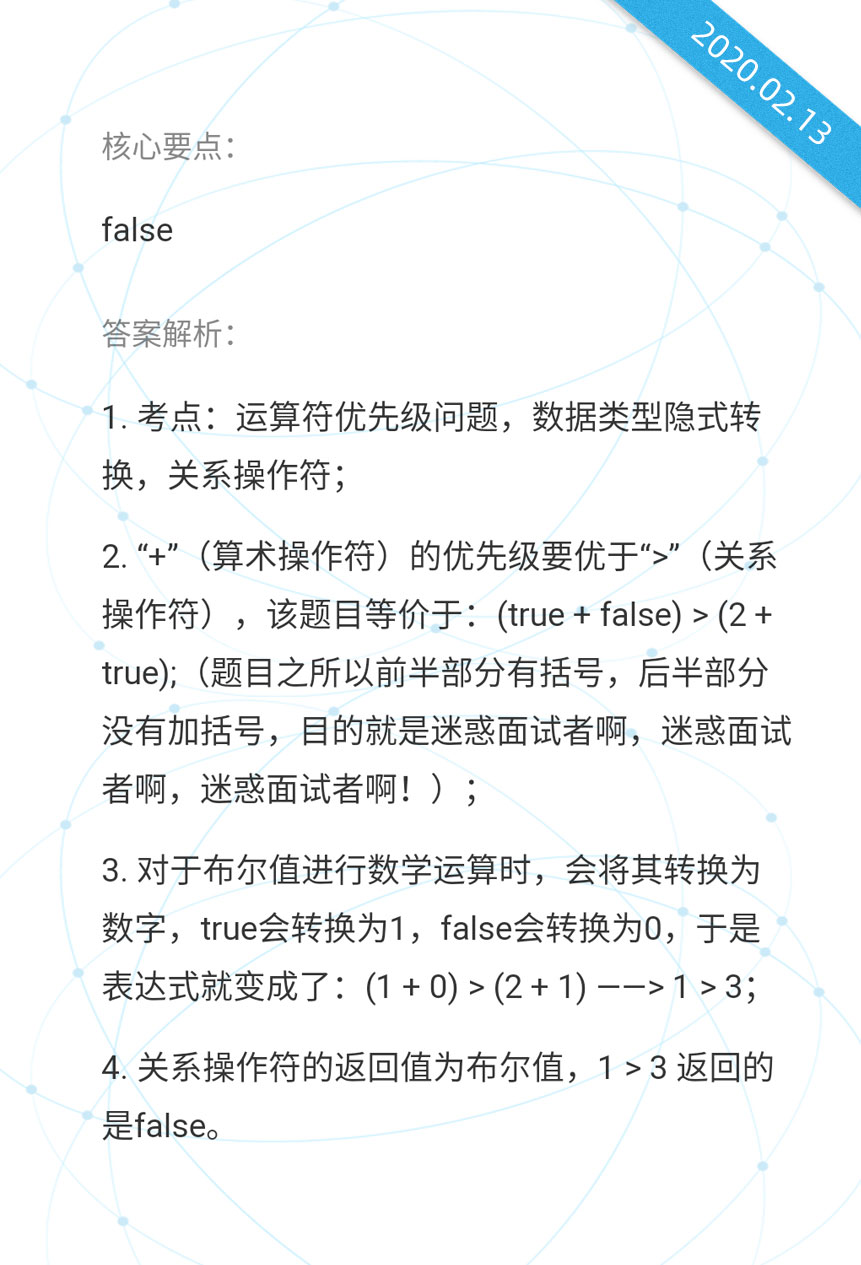 2020.02.13
核心要点：
false
答案解析：
1. 考点：运算符优先级问题，数据类型隐式转
换，关系操作符；
2. “+”（算术操作符）的优先级要优于“>”（关系
操作符），该题目等价于：(true + false) > (2 +
true);（题目之所以前半部分有括号，后半部分
没有加括号，目的就是迷惑面试者啊，迷惑面试
者啊，迷惑面试者啊！）；
3. 对于布尔值进行数学运算时，会将其转换为
数字，true会转换为1，false会转换为0，于是
表达式就变成了：(1 + 0) > (2 + 1) ——> 1 > 3；
4. 关系操作符的返回值为布尔值，1 > 3 返回的
是false。